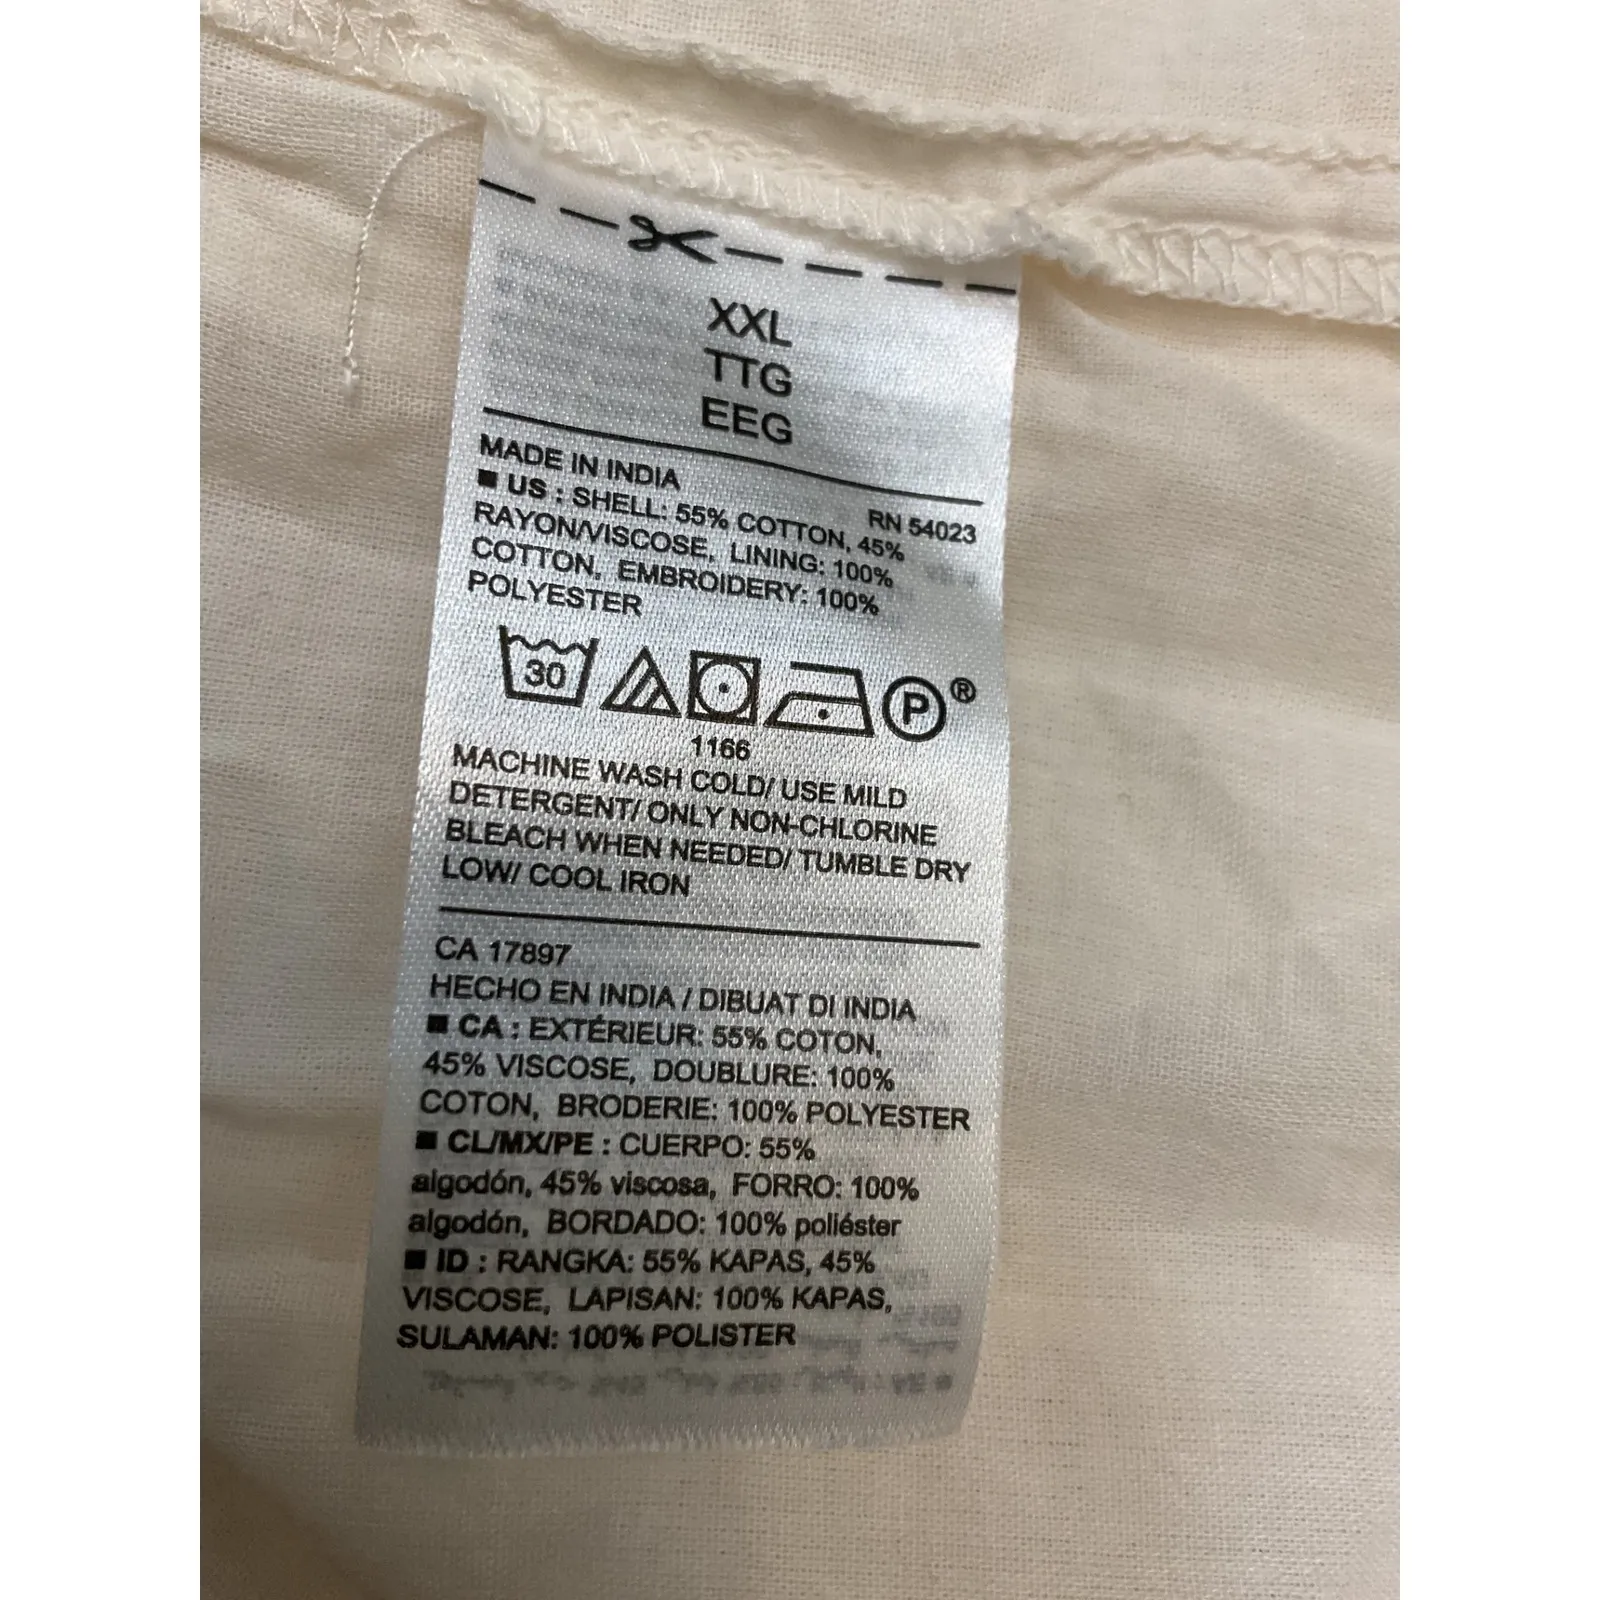 XXL
TTG
EEG
MADE IN INDIA
RN 54023
■ US : SHELL: 55% COTTON, 45%
RAYON/VISCOSE, LINING: 100%
COTTON, EMBROIDERY: 100%
POLYESTER
30
P®
1166
MACHINE WASH COLD/ USE MILD
DETERGENT/ ONLY NON-CHLORINE
BLEACH WHEN NEEDED/ TUMBLE DRY
LOW/ COOL IRON
CA 17897
HECHO EN INDIA / DIBUAT DI INDIA
■ CA : EXTÉRIEUR: 55% COTON,
45% VISCOSE, DOUBLURE: 100%
COTON, BRODERIE: 100% POLYESTER
■ CL/MX/PE : CUERPO: 55%
algodón, 45% viscosa, FORRO: 100%
algodón, BORDADO: 100% poliéster
■ ID : RANGKA: 55% KAPAS, 45%
VISCOSE, LAPISAN: 100% KAPAS,
SULAMAN: 100% POLISTER